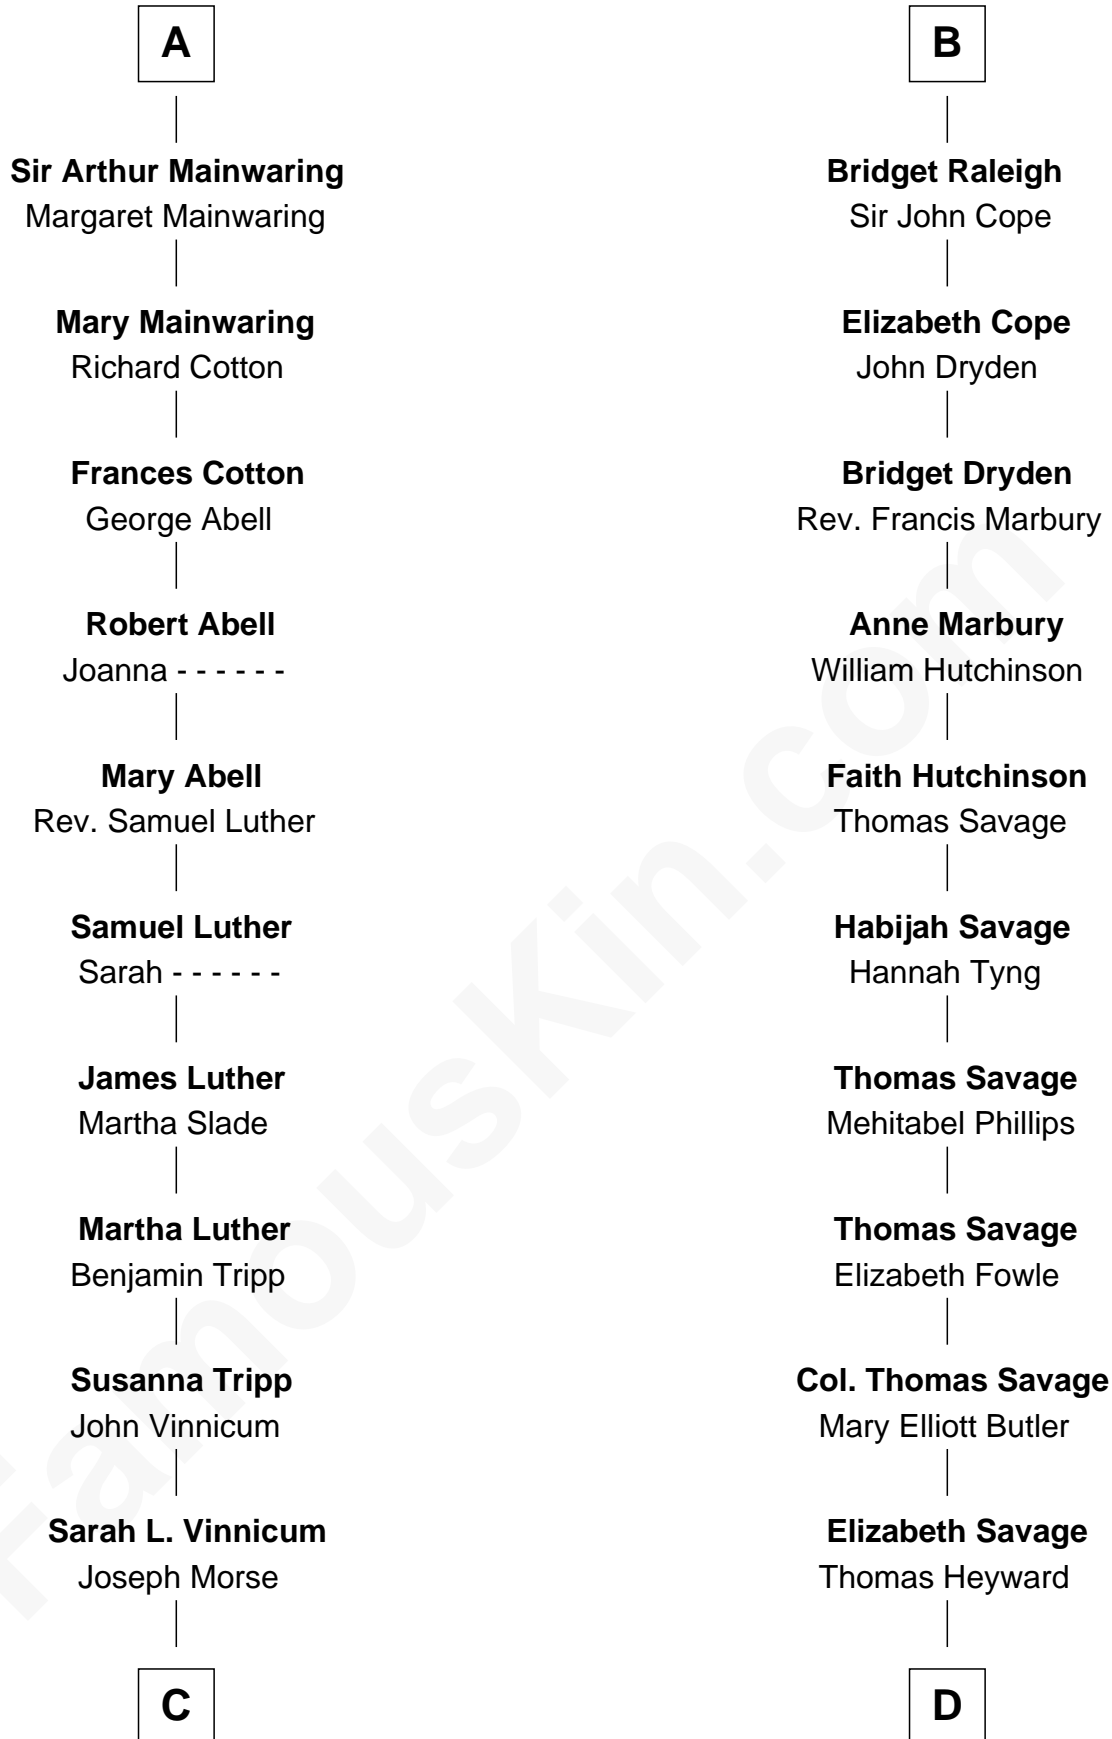 A
Sir Arthur Mainwaring
Margaret Mainwaring
Mary Mainwaring
Richard Cotton
Frances Cotton
George Abell
Robert Abell
Joanna - - - - - -
Mary Abell
Rev. Samuel Luther
Samuel Luther
Sarah - - - - - -
James Luther
Martha Slade
Martha Luther
Benjamin Tripp
Susanna Tripp
John Vinnicum
Sarah L. Vinnicum
Joseph Morse
C
B
Bridget Raleigh
Sir John Cope
Elizabeth Cope
John Dryden
Bridget Dryden
Rev. Francis Marbury
Anne Marbury
William Hutchinson
Faith Hutchinson
Thomas Savage
Habijah Savage
Hannah Tyng
Thomas Savage
Mehitabel Phillips
Thomas Savage
Elizabeth Fowle
Col. Thomas Savage
Mary Elliott Butler
Elizabeth Savage
Thomas Heyward
D
FamousKin.com